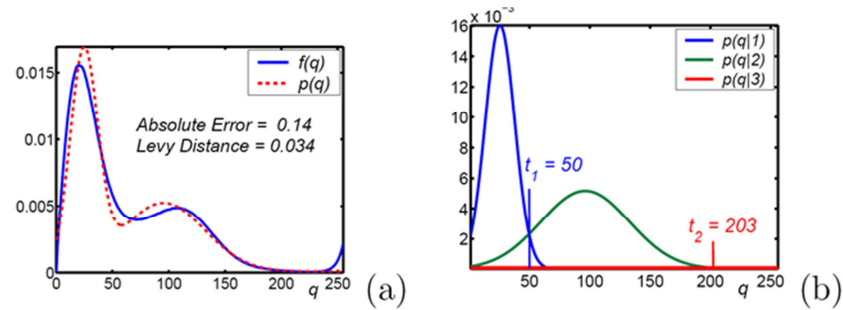 f(q)
p(q)
Absolute Error = 0.14
Levy Distance = 0.034
0.015
0.01
0.005
0
0 50 100 150 200 250
q
(a)
16 x 10⁻³
14
12
10
8
6
4
2
p(q|1)
p(q|2)
p(q|3)
t₁ = 50
t₂ = 203
50 100 150 200 250
q
(b)